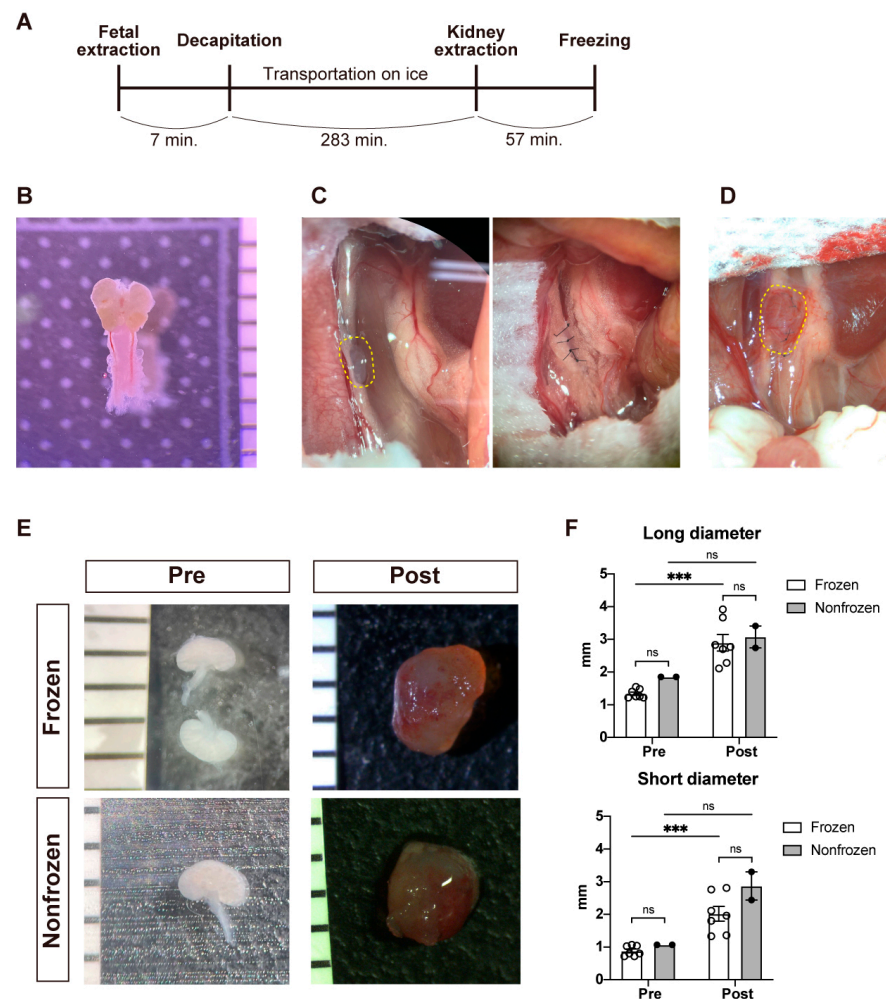 A
Fetal
extraction
Decapitation
Kidney
extraction
Freezing
Transportation on ice
7 min.
283 min.
57 min.
B
C
D
E
Pre
Post
Frozen
Nonfrozen
F
Long diameter
ns
***
ns
ns
Frozen
Nonfrozen
5
4
3
2
1
0
mm
Pre
Post
Short diameter
ns
***
ns
ns
Frozen
Nonfrozen
5
4
3
2
1
0
mm
Pre
Post